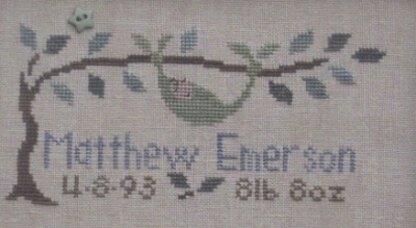 Matthew Emerson
4-8-93 8lb 8oz